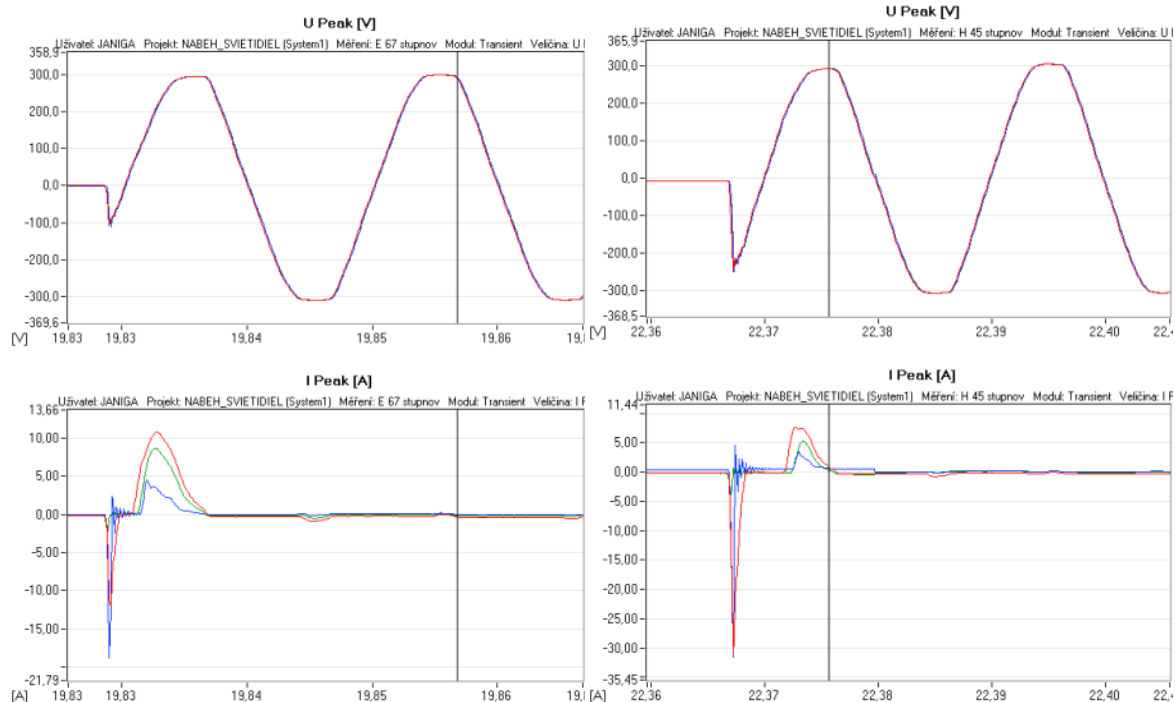 U Peak [V]
Uživatel: JANIGA Projekt: NABEH_SVIETIDIEL (System1) Měření: E 67 stupnov Modul: Transient Veličina: U
358,9
300,0
200,0
100,0
0,0
-100,0
-200,0
-300,0
-369,6
[V]
19,83 19,83 19,84 19,85 19,86
U Peak [V]
Uživatel: JANIGA Projekt: NABEH_SVIETIDIEL (System1) Měření: H 45 stupnov Modul: Transient Veličina: U
365,9
300,0
200,0
100,0
0,0
-100,0
-200,0
-300,0
-368,5
[V]
22,36 22,37 22,38 22,39 22,40
I Peak [A]
Uživatel: JANIGA Projekt: NABEH_SVIETIDIEL (System1) Měření: E 67 stupnov Modul: Transient Veličina: I
13,66
10,00
5,00
0,00
-5,00
-10,00
-15,00
-21,79
[A]
19,83 19,83 19,84 19,85 19,86
I Peak [A]
Uživatel: JANIGA Projekt: NABEH_SVIETIDIEL (System1) Měření: H 45 stupnov Modul: Transient Veličina: I
11,44
5,00
0,00
-5,00
-10,00
-15,00
-20,00
-25,00
-30,00
-35,45
[A]
22,36 22,37 22,38 22,39 22,40